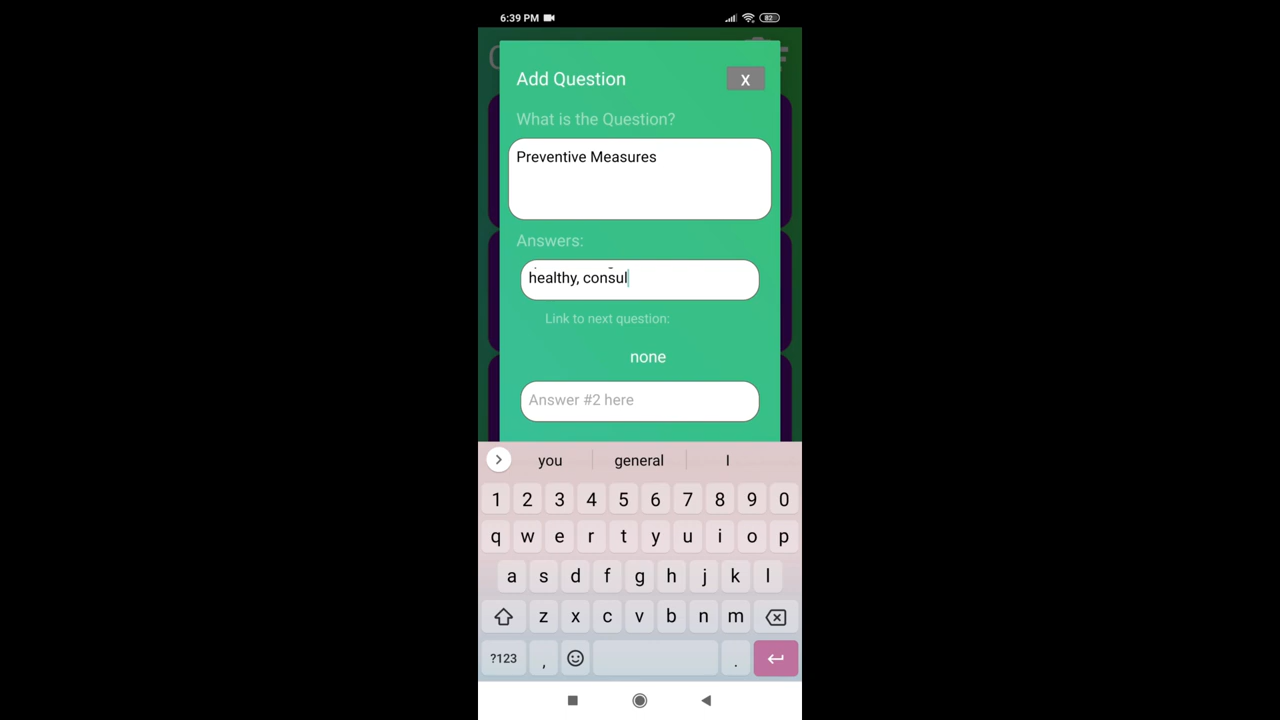 6:39 PM
82
Add Question
X
What is the Question?
Preventive Measures
Answers:
healthy, consul
Link to next question:
none
Answer #2 here
you general I
1 2 3 4 5 6 7 8 9 0
q w e r t y u i o p
a s d f g h j k l
z x c v b n m
?123 , .